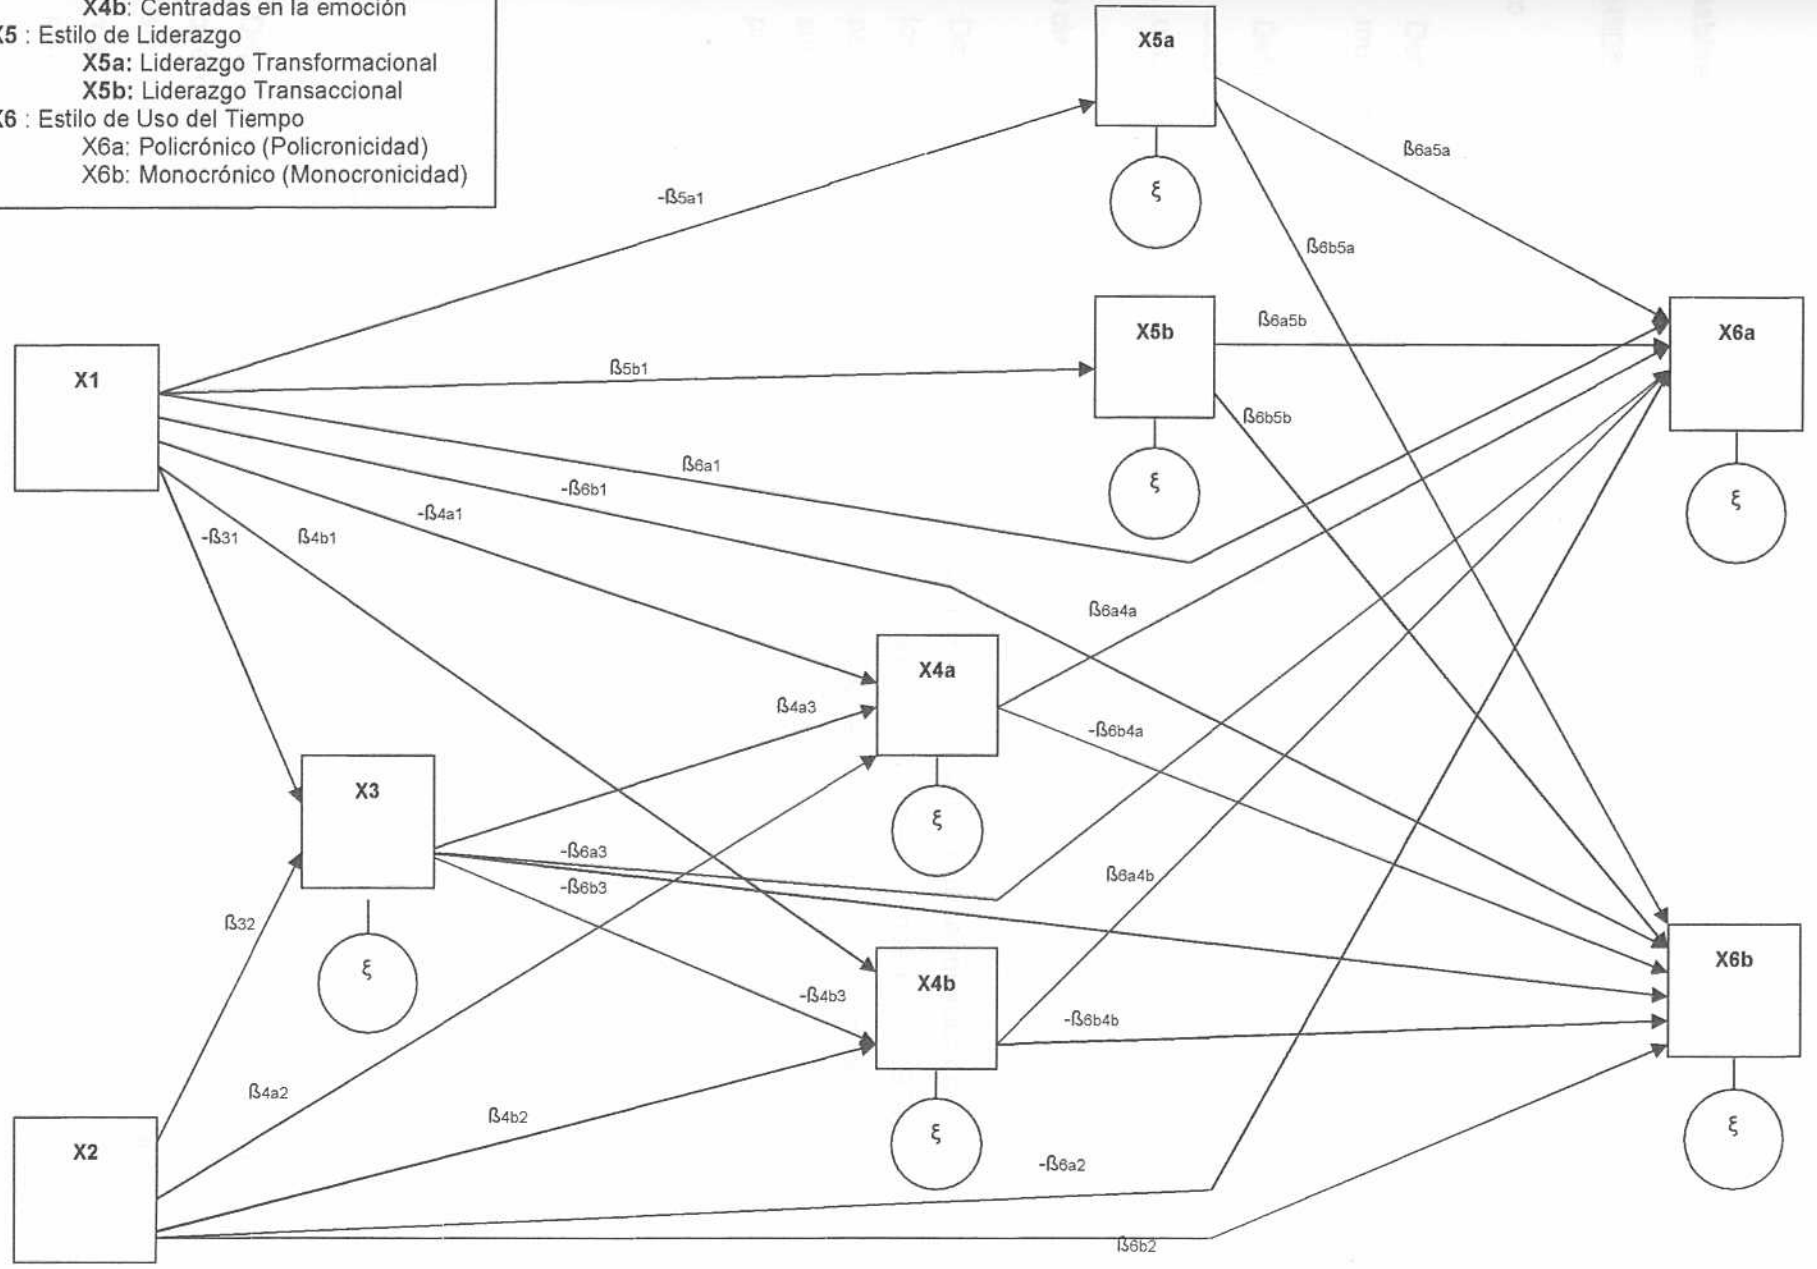 X4b: Centradas en la emoción
X5 : Estilo de Liderazgo
X5a: Liderazgo Transformacional
X5b: Liderazgo Transaccional
X6 : Estilo de Uso del Tiempo
X6a: Policrónico (Policronicidad)
X6b: Monocrónico (Monocronicidad)
X5a
ξ
ß6a5a
-ß5a1
ß6b5a
X5b
ß6a5b
X6a
X1
ß5b1
ß6b5b
ξ
ξ
ß6a1
-ß6b1
-ß4a1
-ß31
ß4b1
ß6a4a
X4a
ß4a3
-ß6b4a
X3
ξ
-ß6a3
-ß6b3
ß6a4b
ß32
ξ
-ß4b3
X4b
X6b
-ß6b4b
ß4a2
ß4b2
ξ
ξ
X2
-ß6a2
ß6b2